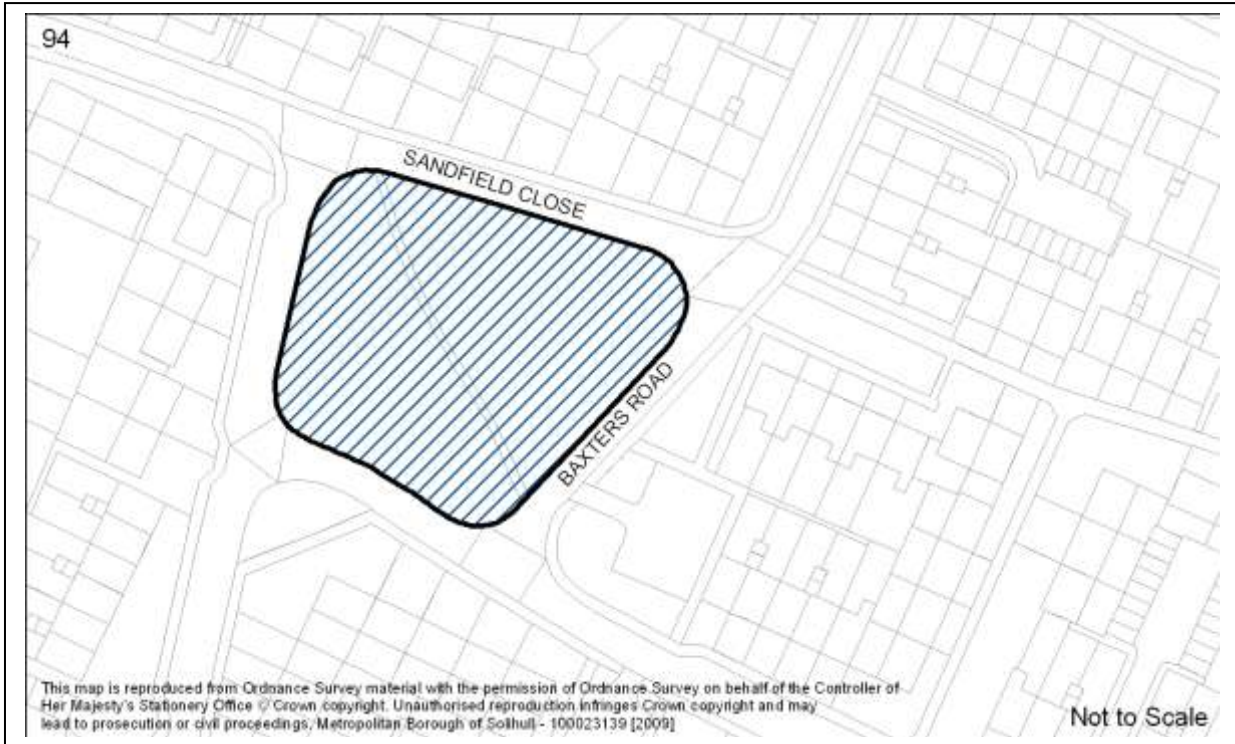 94
SANDFIELD CLOSE
BAXTERS ROAD
This map is reproduced from Ordnance Survey material with the permission of Ordnance Survey on behalf of the Controller of
Her Majesty's Stationery Office © Crown copyright. Unauthorised reproduction infringes Crown copyright and may
lead to prosecution or civil proceedings. Metropolitan Borough of Solihull - 100023139 [2009]
Not to Scale